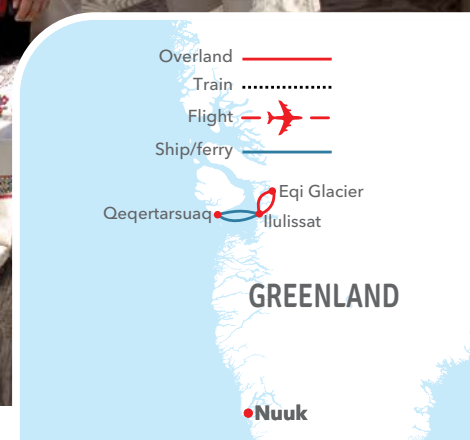 Overland
Train
Flight
Ship/ferry
Eqi Glacier
Qeqertarsuaq
Ilulissat
GREENLAND
Nuuk